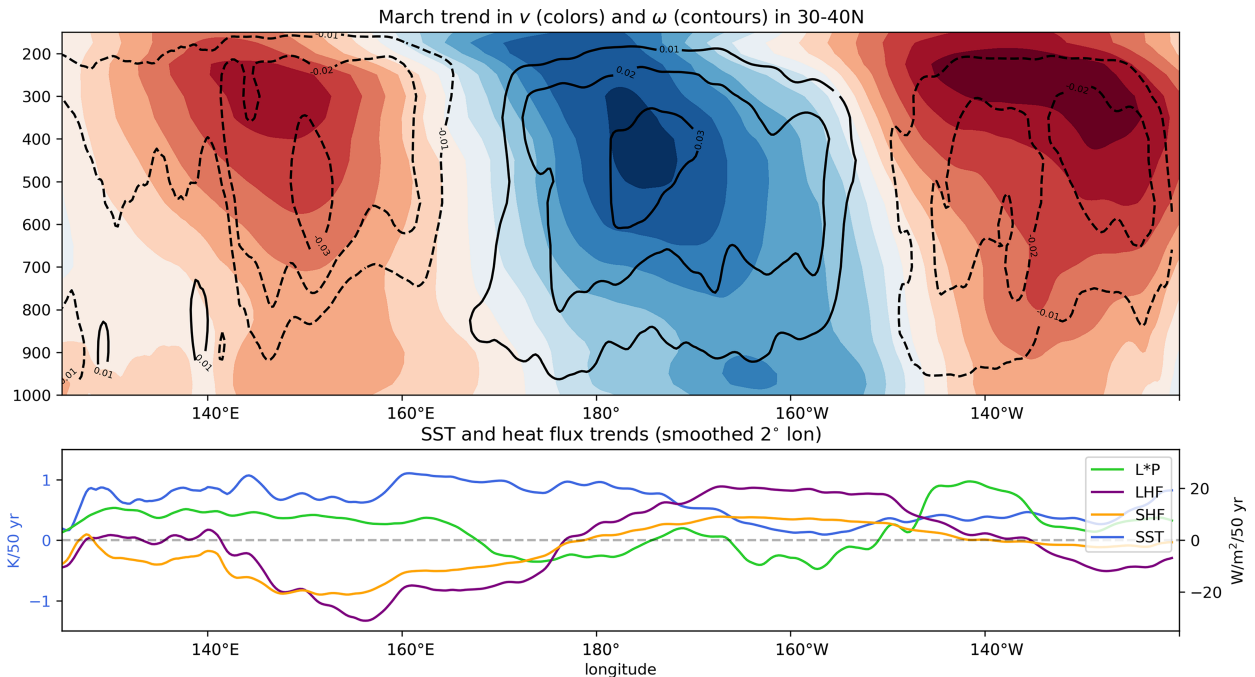 March trend in v (colors) and ω (contours) in 30-40N
200
300
400
500
600
700
800
900
1000
-0.01
-0.02
-0.01
-0.03
0.01
0.01
0.01
0.01
0.02
0.03
-0.02
-0.02
-0.01
140°E
160°E
180°
160°W
140°W
SST and heat flux trends (smoothed 2° lon)
K/50 yr
1
0
−1
L*P
LHF
SHF
SST
20
0
−20
W/m²/50 yr
140°E
160°E
180°
160°W
140°W
longitude